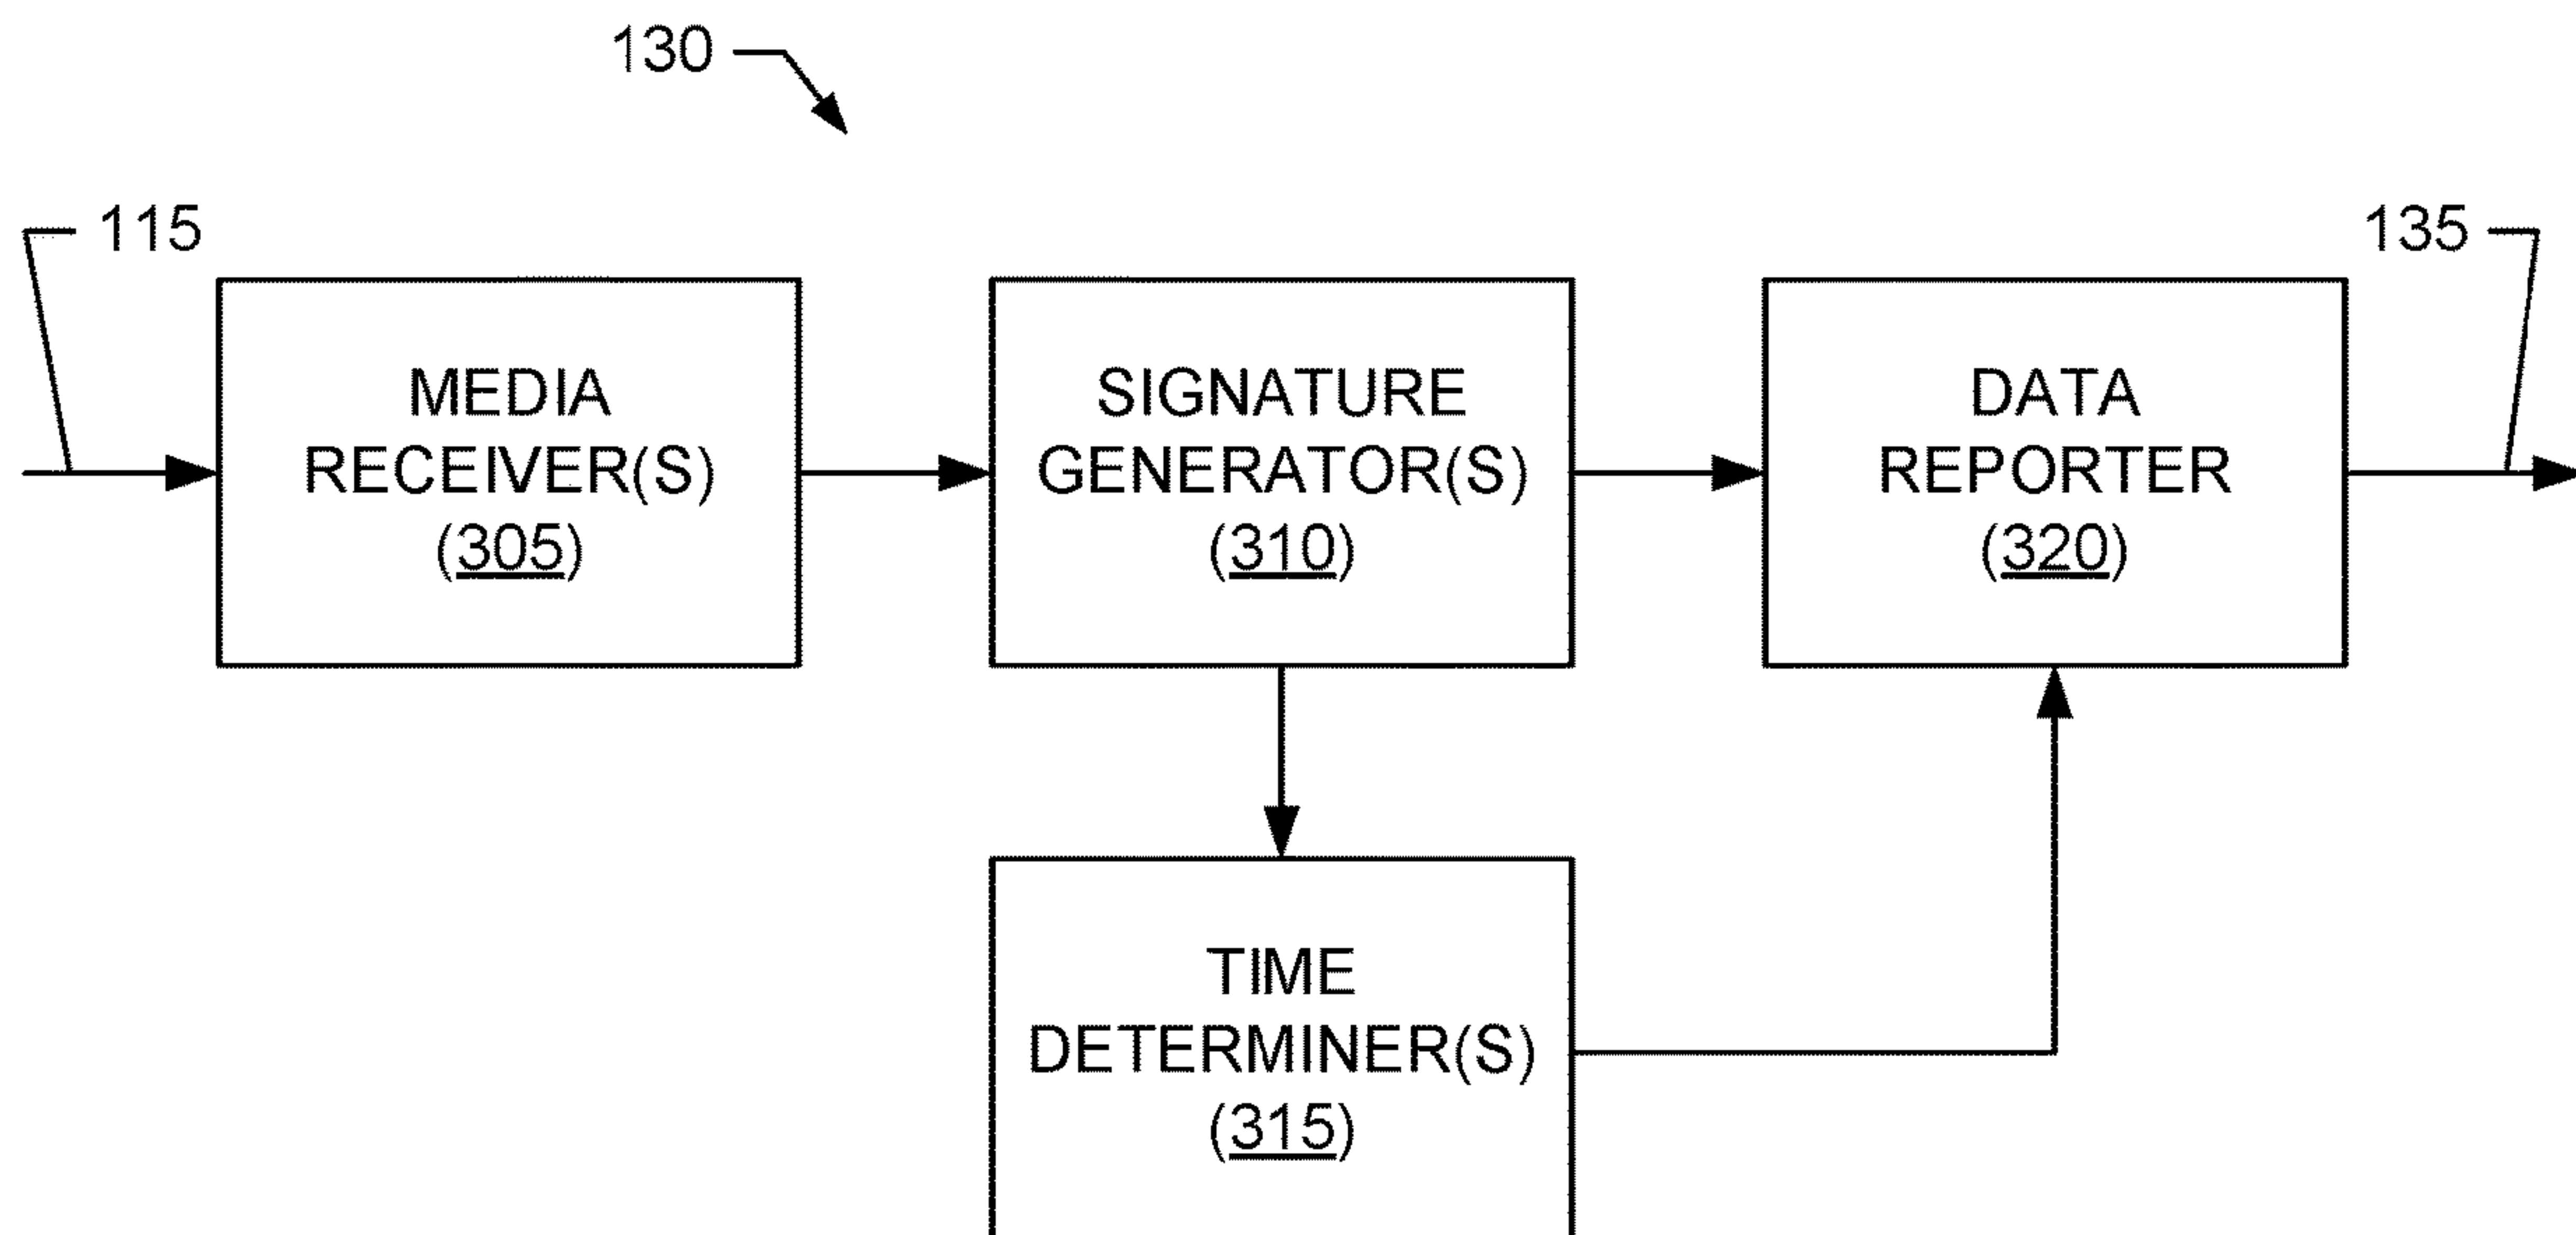 130
115
135
MEDIA
RECEIVER(S)
(305)
SIGNATURE
GENERATOR(S)
(310)
DATA
REPORTER
(320)
TIME
DETERMINER(S)
(315)